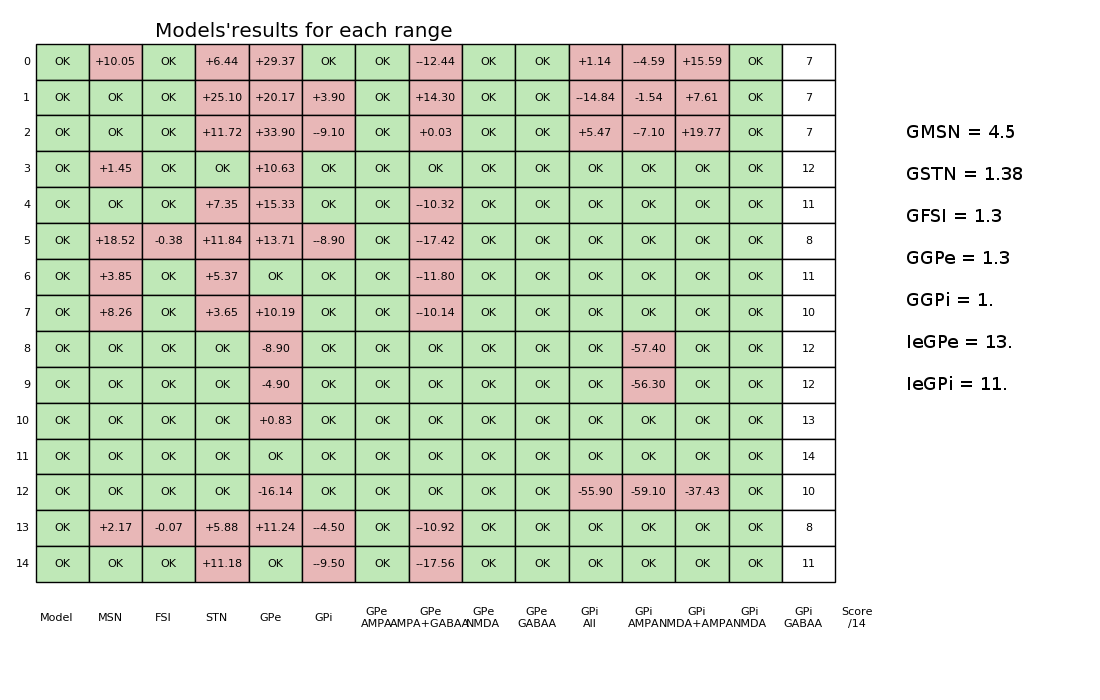 Models'results for each range
0 OK +10.05 OK +6.44 +29.37 OK OK --12.44 OK OK +1.14 --4.59 +15.59 OK 7
1 OK OK OK +25.10 +20.17 +3.90 OK +14.30 OK OK --14.84 -1.54 +7.61 OK 7
2 OK OK OK +11.72 +33.90 --9.10 OK +0.03 OK OK +5.47 --7.10 +19.77 OK 7
3 OK +1.45 OK OK +10.63 OK OK OK OK OK OK OK OK OK 12
4 OK OK OK +7.35 +15.33 OK OK --10.32 OK OK OK OK OK OK 11
5 OK +18.52 -0.38 +11.84 +13.71 --8.90 OK --17.42 OK OK OK OK OK OK 8
6 OK +3.85 OK +5.37 OK OK OK --11.80 OK OK OK OK OK OK 11
7 OK +8.26 OK +3.65 +10.19 OK OK --10.14 OK OK OK OK OK OK 10
8 OK OK OK OK -8.90 OK OK OK OK OK OK -57.40 OK OK 12
9 OK OK OK OK -4.90 OK OK OK OK OK OK -56.30 OK OK 12
10 OK OK OK OK +0.83 OK OK OK OK OK OK OK OK OK 13
11 OK OK OK OK OK OK OK OK OK OK OK OK OK OK 14
12 OK OK OK OK -16.14 OK OK OK OK OK -55.90 -59.10 -37.43 OK 10
13 OK +2.17 -0.07 +5.88 +11.24 --4.50 OK --10.92 OK OK OK OK OK OK 8
14 OK OK OK +11.18 OK --9.50 OK --17.56 OK OK OK OK OK OK 11
Model MSN FSI STN GPe GPi GPe GPe GPe GPe GPi GPi GPi GPi GPi Score
AMPA AMPA+GABAA NMDA GABAA All AMPA NMDA+AMPA NMDA GABAA /14
GMSN = 4.5
GSTN = 1.38
GFSI = 1.3
GGPe = 1.3
GGPi = 1.
IeGPe = 13.
IeGPi = 11.